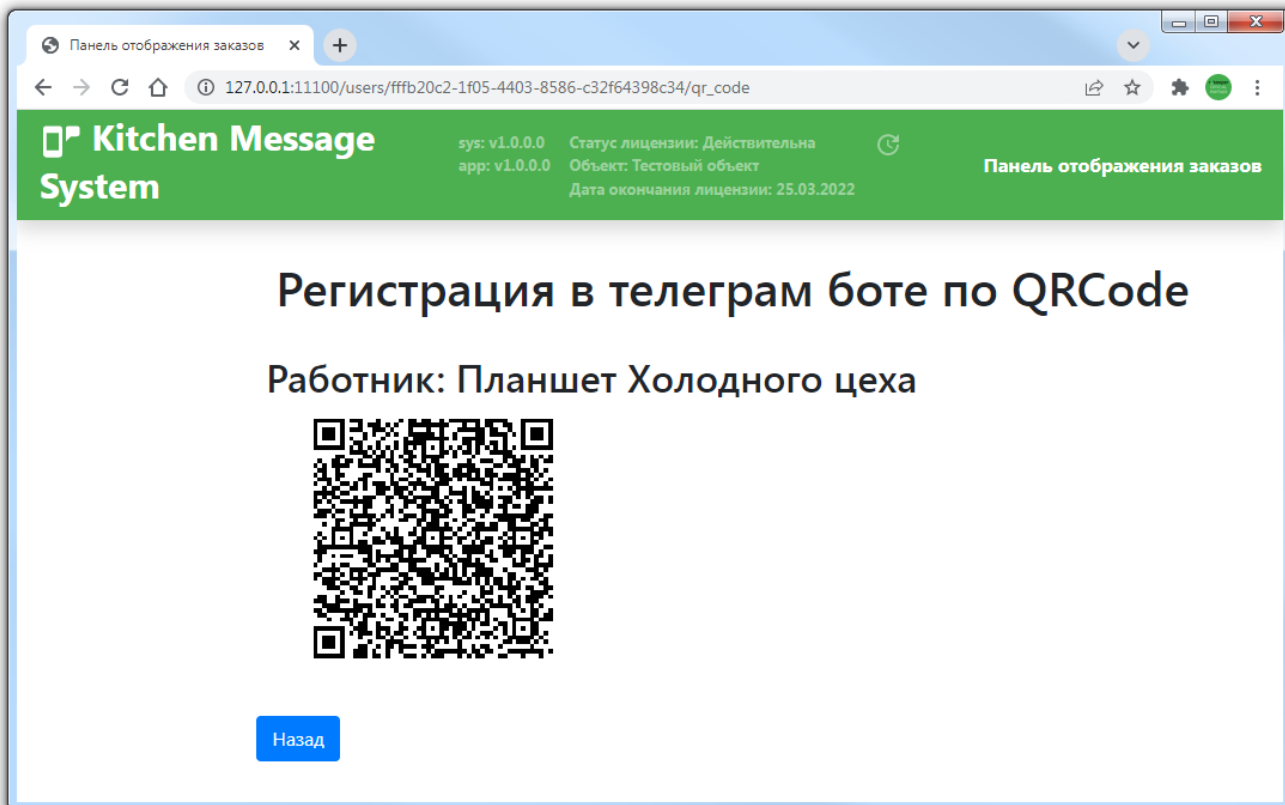 Панель отображения заказов
127.0.0.1:11100/users/fffb20c2-1f05-4403-8586-c32f64398c34/qr_code
Kitchen Message
System
sys: v1.0.0.0
app: v1.0.0.0
Статус лицензии: Действительна
Объект: Тестовый объект
Дата окончания лицензии: 25.03.2022
Панель отображения заказов
Регистрация в телеграм боте по QRCode
Работник: Планшет Холодного цеха
Назад